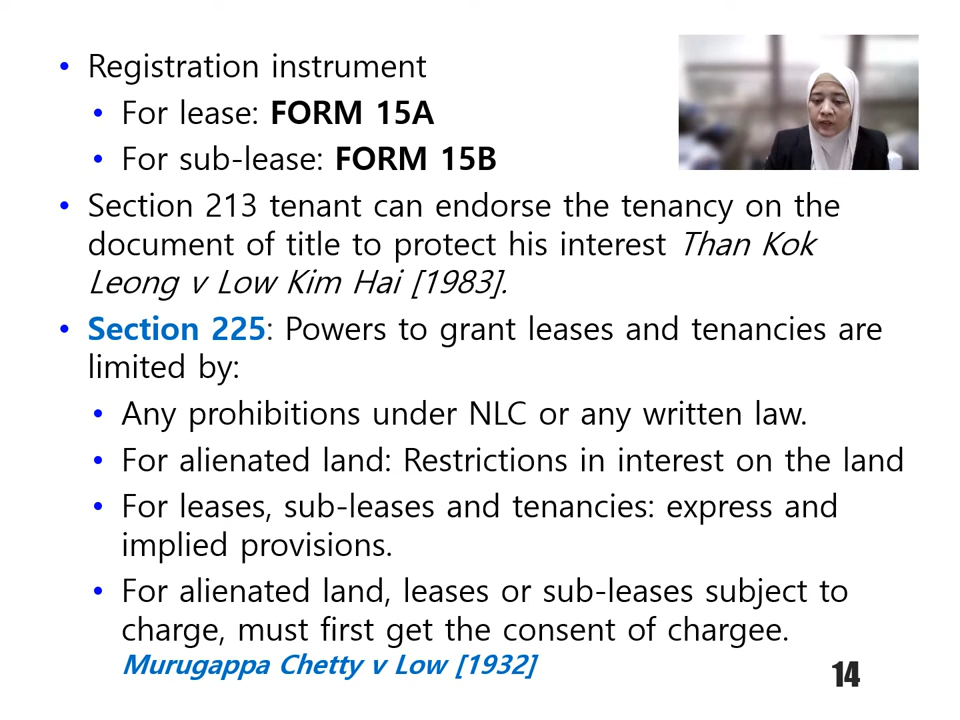 • Registration instrument
• For lease: FORM 15A
• For sub-lease: FORM 15B
• Section 213 tenant can endorse the tenancy on the
document of title to protect his interest Than Kok
Leong v Low Kim Hai [1983].
• Section 225: Powers to grant leases and tenancies are
limited by:
• Any prohibitions under NLC or any written law.
• For alienated land: Restrictions in interest on the land
• For leases, sub-leases and tenancies: express and
implied provisions.
• For alienated land, leases or sub-leases subject to
charge, must first get the consent of chargee.
Murugappa Chetty v Low [1932]
14